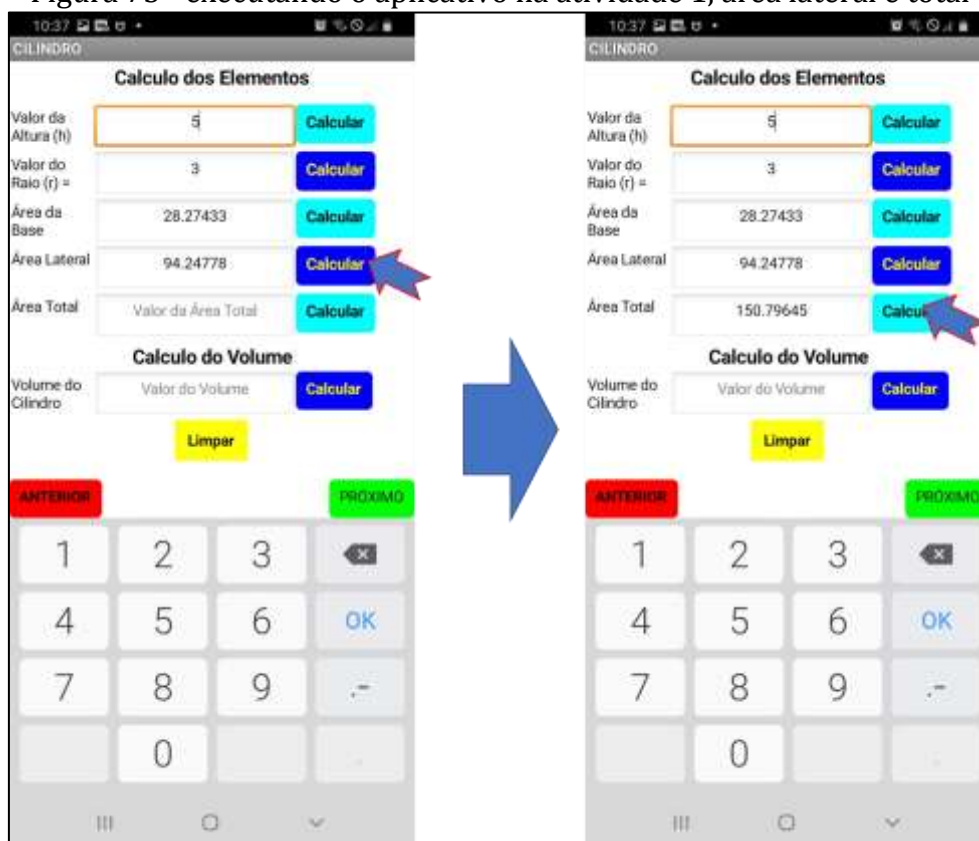 executando o aplicativo na atividade 1, área lateral e total
10:37
CILINDRO
Calculo dos Elementos
Valor da
Altura (h)
5
Calcular
Valor do
Raio (r) =
3
Calcular
Área da
Base
28.27433
Calcular
Área Lateral
94.24778
Calcular
Área Total
Valor da Área Total
Calcular
Calculo do Volume
Volume do
Cilindro
Valor do Volume
Calcular
Limpar
ANTERIOR
PRÓXIMO
1 2 3
4 5 6 OK
7 8 9 .-
0
10:37
CILINDRO
Calculo dos Elementos
Valor da
Altura (h)
5
Calcular
Valor do
Raio (r) =
3
Calcular
Área da
Base
28.27433
Calcular
Área Lateral
94.24778
Calcular
Área Total
150.79645
Calculo do Volume
Volume do
Cilindro
Valor do Volume
Calcular
Limpar
ANTERIOR
PRÓXIMO
1 2 3
4 5 6 OK
7 8 9 .-
0